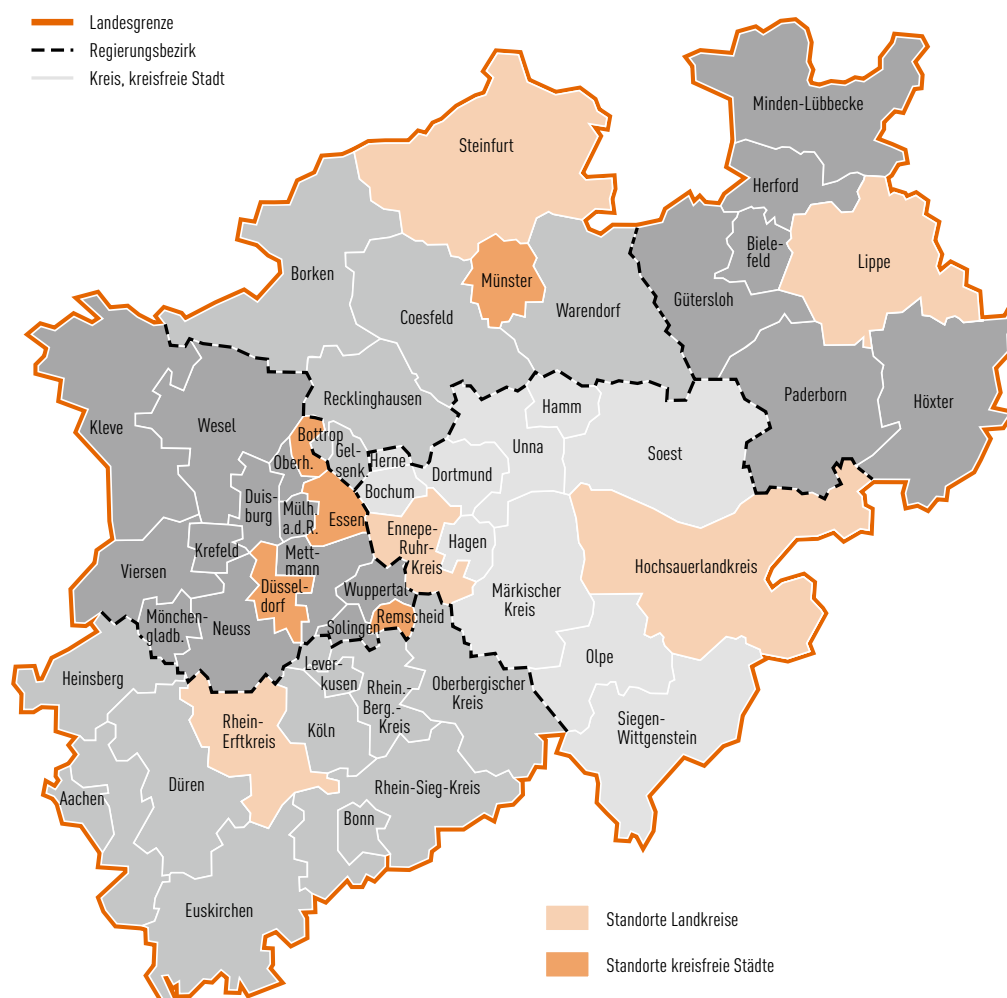 Landesgrenze
Regierungsbezirk
Kreis, kreisfreie Stadt
Minden-Lübbecke
Steinfurt
Herford
Biele-
feld
Lippe
Borken
Münster
Gütersloh
Coesfeld
Warendorf
Recklinghausen
Paderborn
Höxter
Kleve
Wesel
Hamm
Bottrop
Unna
Soest
Gel-
senk.
Oberh.
Herne
Dortmund
Duis-
burg
Bochum
Mülh.
a.d.R.
Essen
Ennepe-
Ruhr-
Kreis
Hagen
Krefeld
Mett-
mann
Hochsauerlandkreis
Viersen
Düssel-
dorf
Wuppertal
Märkischer
Kreis
Mönchen-
gladb.
Neuss
Solingen
Remscheid
Heinsberg
Lever-
kusen
Olpe
Rhein.-
Berg.-
Kreis
Oberbergischer
Kreis
Rhein-
Erftkreis
Köln
Siegen-
Wittgenstein
Düren
Rhein-Sieg-Kreis
Aachen
Bonn
Euskirchen
Standorte Landkreise
Standorte kreisfreie Städte